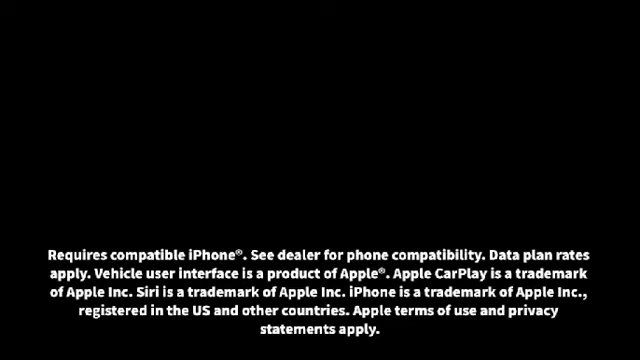 Requires compatible iPhone®. See dealer for phone compatibility. Data plan rates
apply. Vehicle user interface is a product of Apple®. Apple CarPlay is a trademark
of Apple Inc. Siri is a trademark of Apple Inc. iPhone is a trademark of Apple Inc.,
registered in the US and other countries. Apple terms of use and privacy
statements apply.